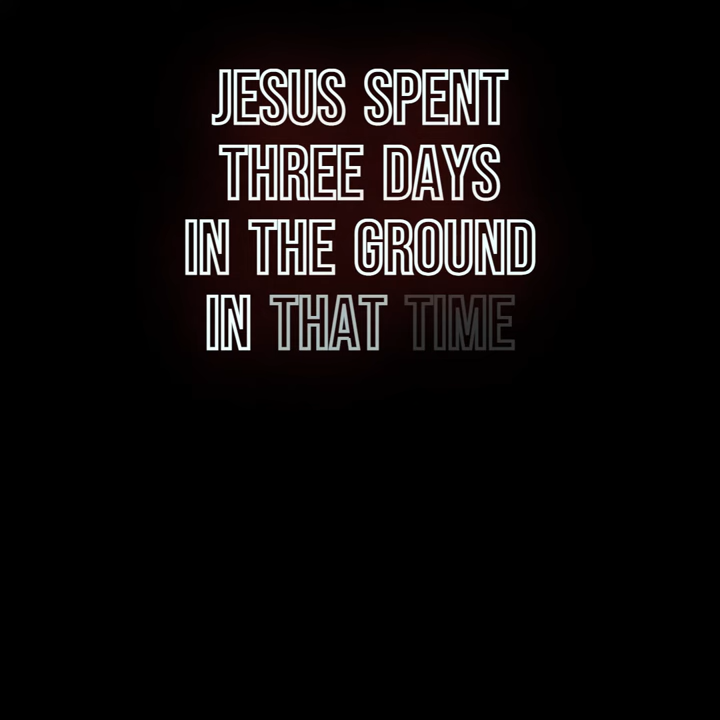 JESUS SPENT
THREE DAYS
IN THE GROUND
IN THAT TIME